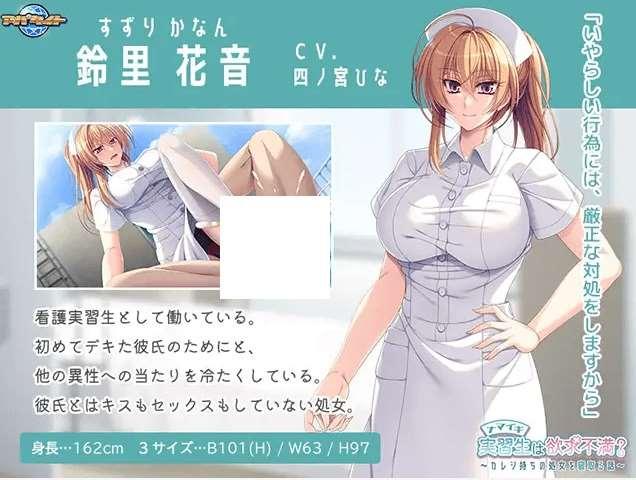 アパタイト
すずり かなん
鈴里 花音
CV.
四ノ宮ひな
「いやらしい行為には、厳正な対処をしますから」
看護実習生として働いている。
初めてデキた彼氏のためにと、
他の異性への当たりを冷たくしている。
彼氏とはキスもセックスもしていない処女。
身長…162cm 3サイズ…B101(H) / W63 / H97
ナマイキ
実習生は欲求不満?
～カレシ持ちの処女を寝取る話～